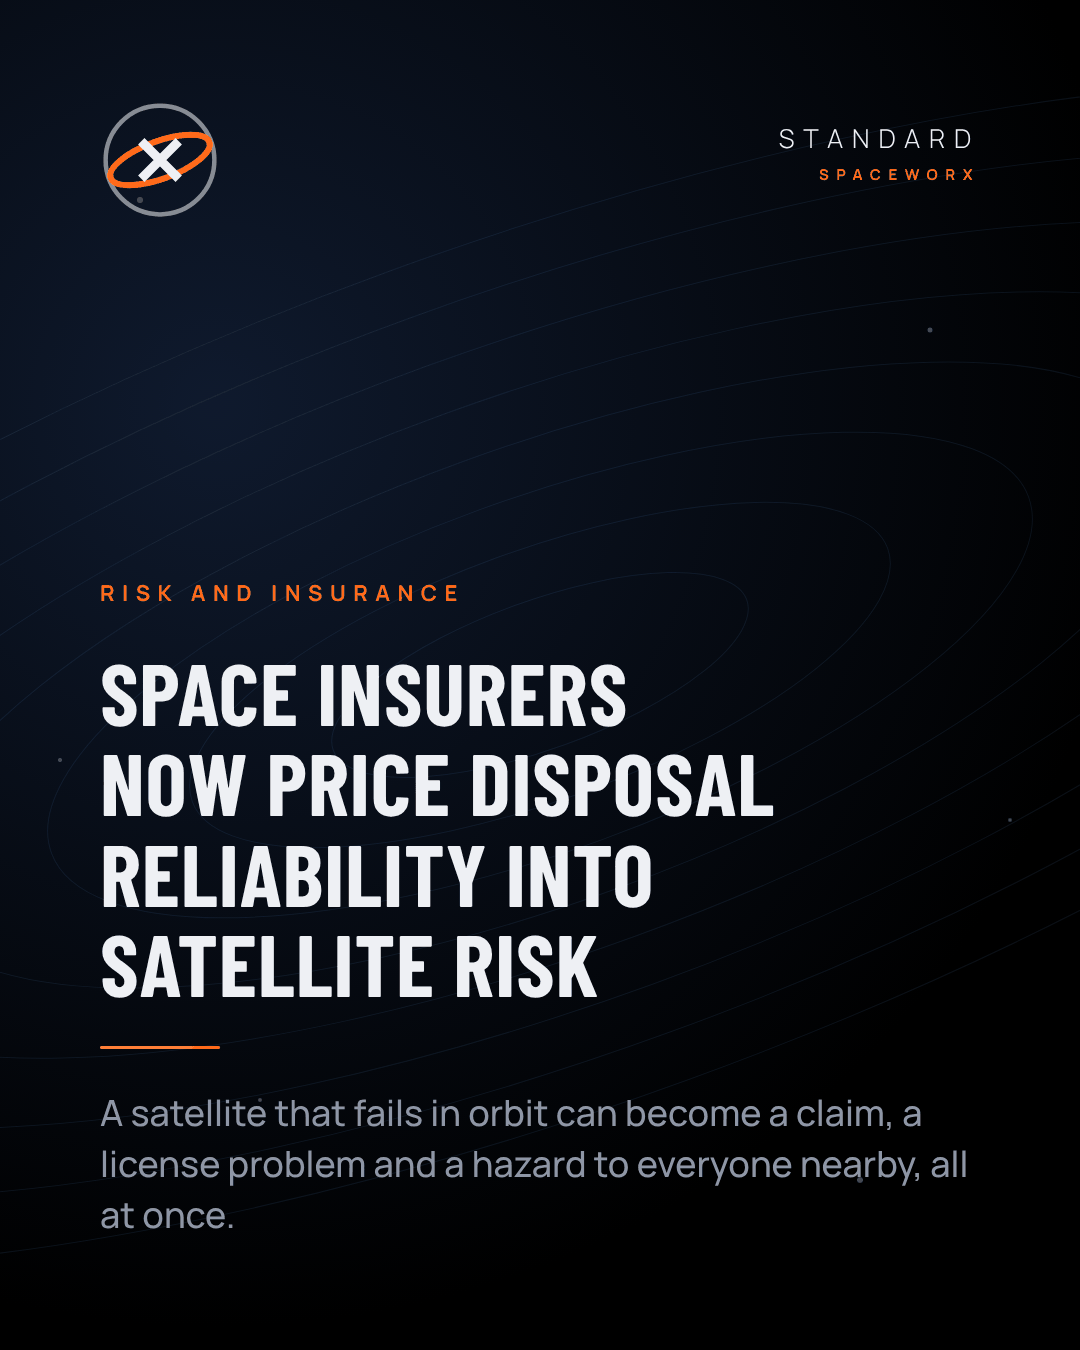 STANDARD
SPACEWORX
RISK AND INSURANCE
SPACE INSURERS
NOW PRICE DISPOSAL
RELIABILITY INTO
SATELLITE RISK
A satellite that fails in orbit can become a claim, a
license problem and a hazard to everyone nearby, all
at once.